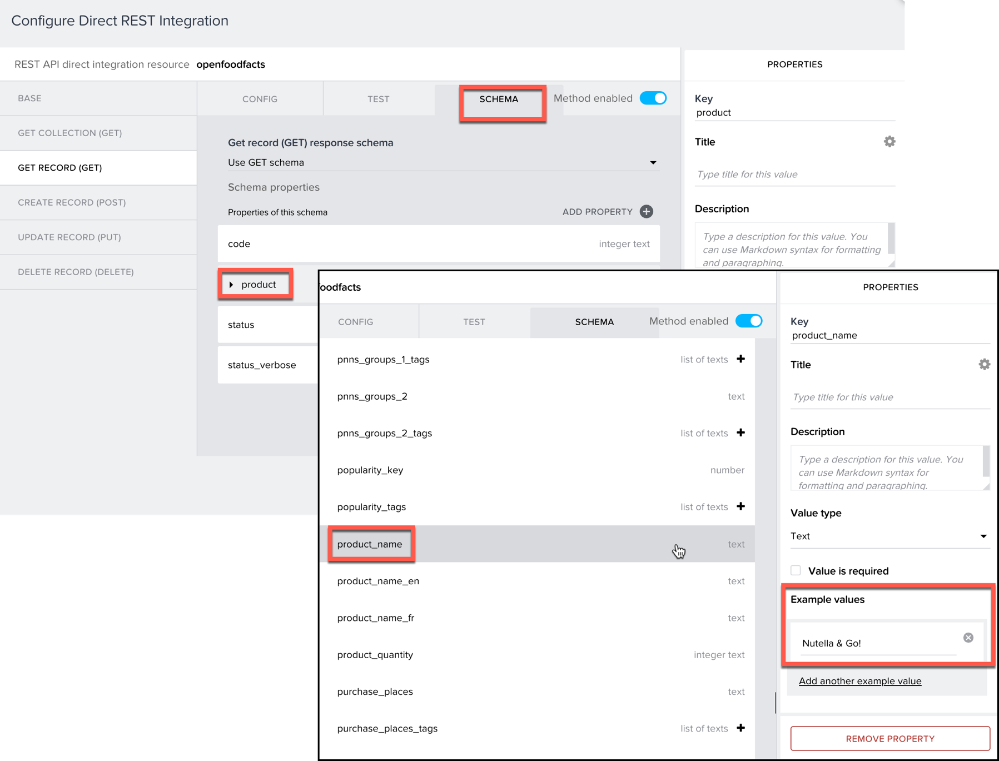 Configure Direct REST Integration
REST API direct integration resource openfoodfacts
BASE
GET COLLECTION (GET)
GET RECORD (GET)
CREATE RECORD (POST)
UPDATE RECORD (PUT)
DELETE RECORD (DELETE)
CONFIG
TEST
SCHEMA
Method enabled
Get record (GET) response schema
Use GET schema
Schema properties
Properties of this schema
ADD PROPERTY
code
integer text
product
status
status_verbose
PROPERTIES
Key
product
Title
Type title for this value
Description
Type a description for this value. You
can use Markdown syntax for formatting
and paragraphing.
foodfacts
CONFIG
TEST
SCHEMA
Method enabled
pnns_groups_1_tags
list of texts
pnns_groups_2
text
pnns_groups_2_tags
list of texts
popularity_key
number
popularity_tags
list of texts
product_name
text
product_name_en
text
product_name_fr
text
product_quantity
integer text
purchase_places
text
purchase_places_tags
list of texts
PROPERTIES
Key
product_name
Title
Type title for this value
Description
Type a description for this value. You
can use Markdown syntax for
formatting and paragraphing.
Value type
Text
Value is required
Example values
Nutella & Go!
Add another example value
REMOVE PROPERTY